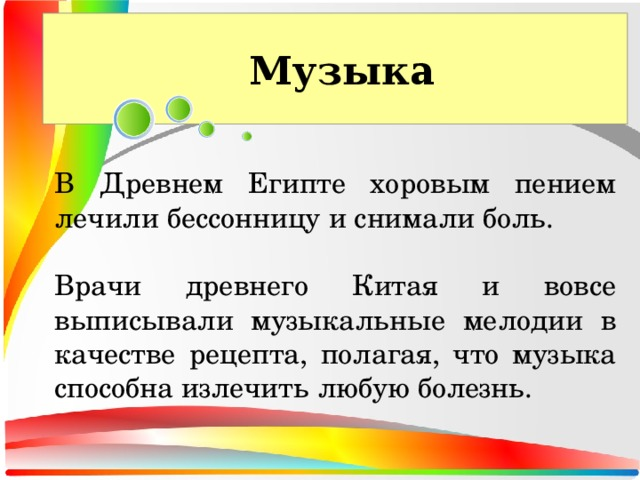 Музыка
В Древнем Египте хоровым пением
лечили бессонницу и снимали боль.
Врачи древнего Китая и вовсе
выписывали музыкальные мелодии в
качестве рецепта, полагая, что музыка
способна излечить любую болезнь.